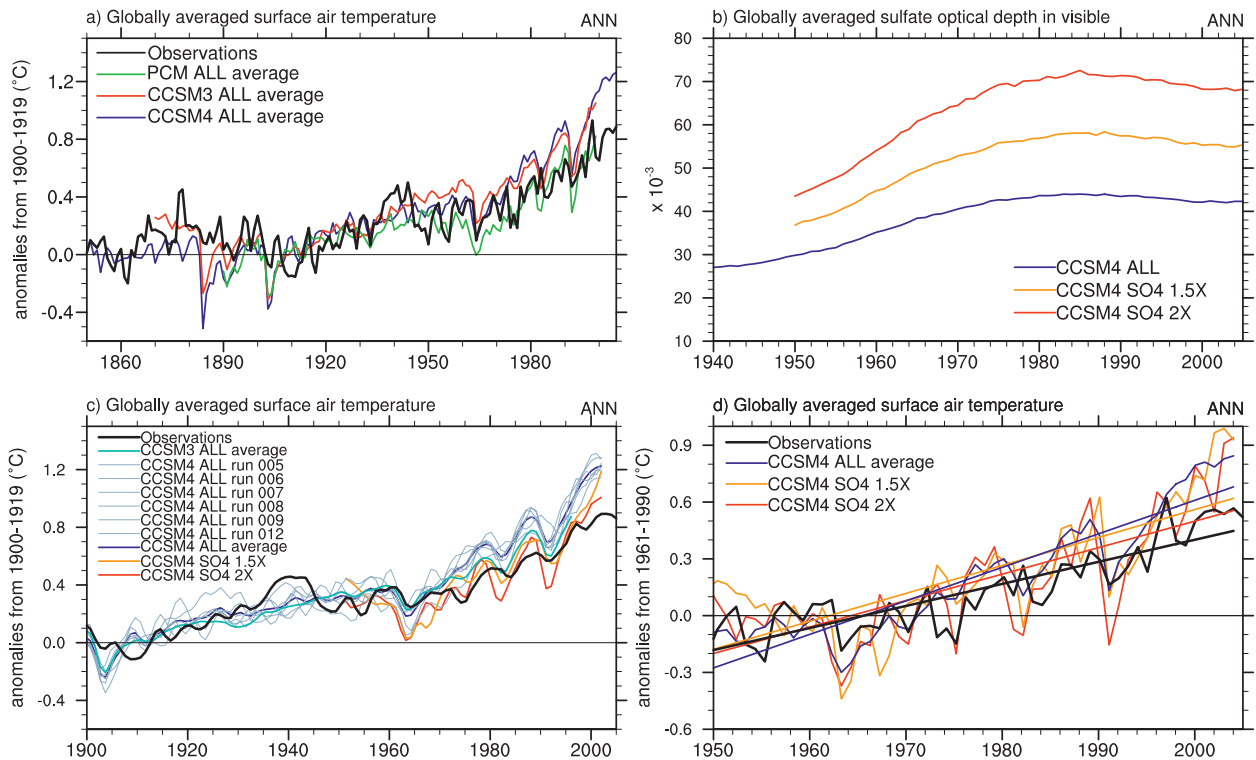 a) Globally averaged surface air temperature ANN
Observations
PCM ALL average
CCSM3 ALL average
CCSM4 ALL average
anomalies from 1900-1919 (°C)
1.2
0.8
0.4
0.0
-0.4
1860 1890 1920 1950 1980
b) Globally averaged sulfate optical depth in visible ANN
x 10⁻³
80
70
60
50
40
30
20
10
CCSM4 ALL
CCSM4 SO4 1.5X
CCSM4 SO4 2X
1940 1950 1960 1970 1980 1990 2000
c) Globally averaged surface air temperature ANN
Observations
CCSM3 ALL average
CCSM4 ALL run 005
CCSM4 ALL run 006
CCSM4 ALL run 007
CCSM4 ALL run 008
CCSM4 ALL run 009
CCSM4 ALL run 012
CCSM4 ALL average
CCSM4 SO4 1.5X
CCSM4 SO4 2X
anomalies from 1900-1919 (°C)
1.2
0.8
0.4
0.0
-0.4
1900 1920 1940 1960 1980 2000
d) Globally averaged surface air temperature ANN
Observations
CCSM4 ALL average
CCSM4 SO4 1.5X
CCSM4 SO4 2X
anomalies from 1961-1990 (°C)
0.9
0.6
0.3
0.0
-0.3
-0.6
1950 1960 1970 1980 1990 2000